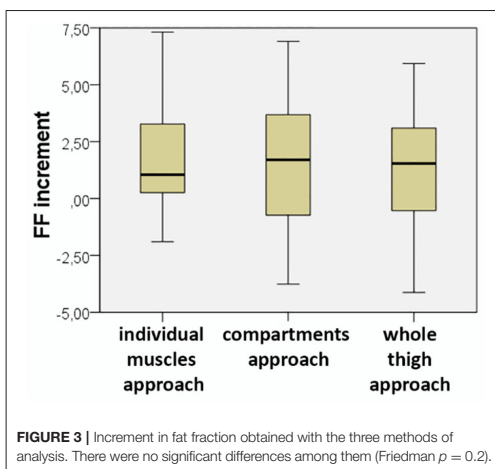 7,50
5,00
2,50
,00
-2,50
-5,00
FF increment
individual muscles approach
compartments approach
whole thigh approach
FIGURE 3 | Increment in fat fraction obtained with the three methods of
analysis. There were no significant differences among them (Friedman p = 0.2).